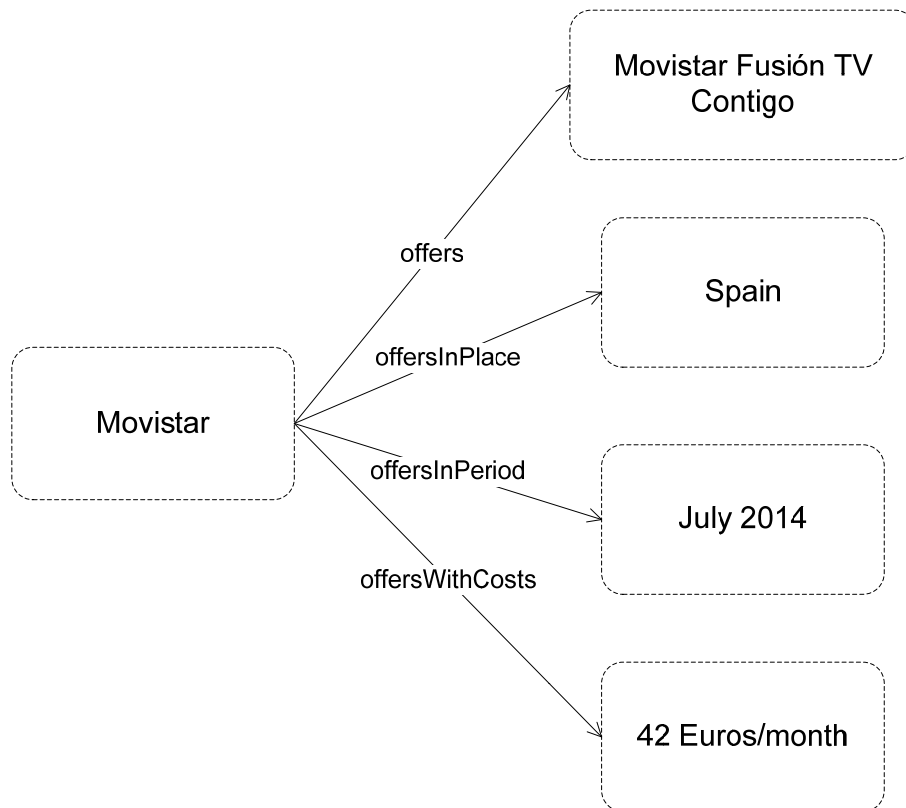 Movistar Fusión TV
Contigo
offers
Spain
offersInPlace
Movistar
offersInPeriod
July 2014
offersWithCosts
42 Euros/month